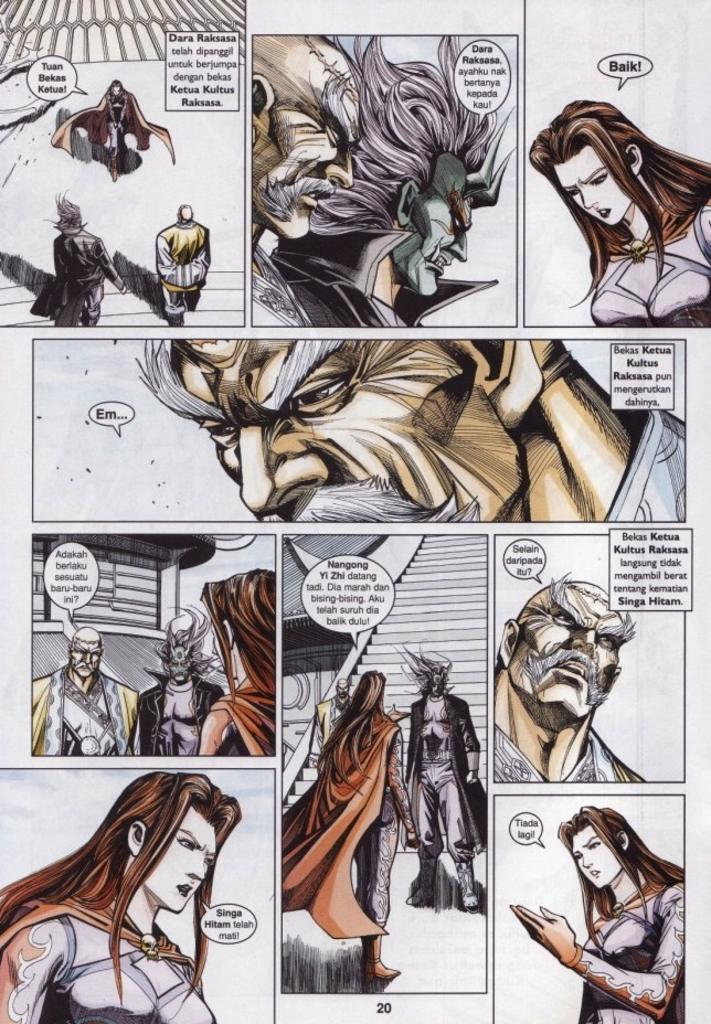 Tuan
Bekas
Ketua!
Dara Raksasa
telah dipanggil
untuk berjumpa
dengan bekas
Ketua Kultus
Raksasa.
Dara
Raksasa,
ayahku nak
bertanya
kepada
kau!
Baik!
Em...
Bekas Ketua
Kultus
Raksasa pun
mengerutkan
dahinya,
Adakah
berlaku
sesuatu
baru-baru
ini?
Nangong
Yi Zhi datang
tadi. Dia marah dan
bising-bising. Aku
telah suruh dia
balik dulu!
Selain
daripada
itu?
Bekas Ketua
Kultus Raksasa
langsung tidak
mengambil berat
tentang kematian
Singa Hitam.
Singa
Hitam telah
mati!
Tiada
lagi!
20